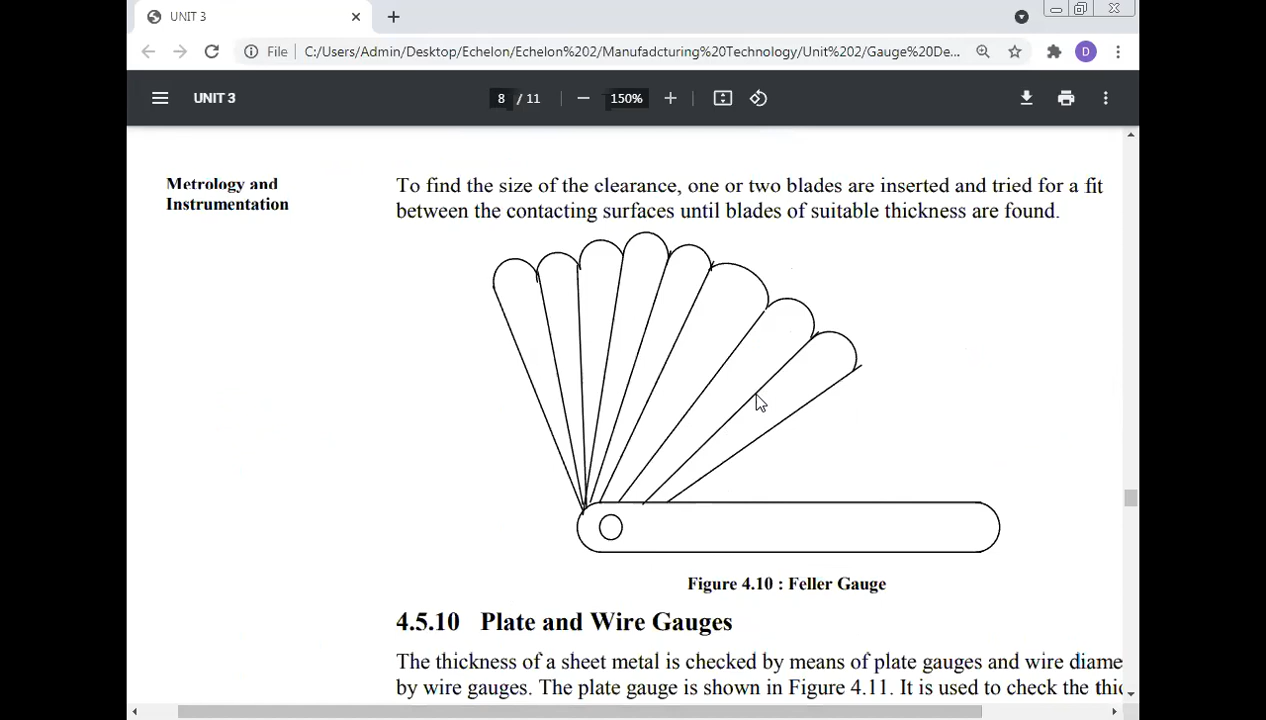 UNIT 3
File
C:/Users/Admin/Desktop/Echelon/Echelon%202/Manufadcturing%20Technology/Unit%202/Gauge%20De...
D
UNIT 3
8 / 11
150%
Metrology and
Instrumentation
To find the size of the clearance, one or two blades are inserted and tried for a fit
between the contacting surfaces until blades of suitable thickness are found.
Figure 4.10 : Feller Gauge
4.5.10 Plate and Wire Gauges
The thickness of a sheet metal is checked by means of plate gauges and wire diame
by wire gauges. The plate gauge is shown in Figure 4.11. It is used to check the thic